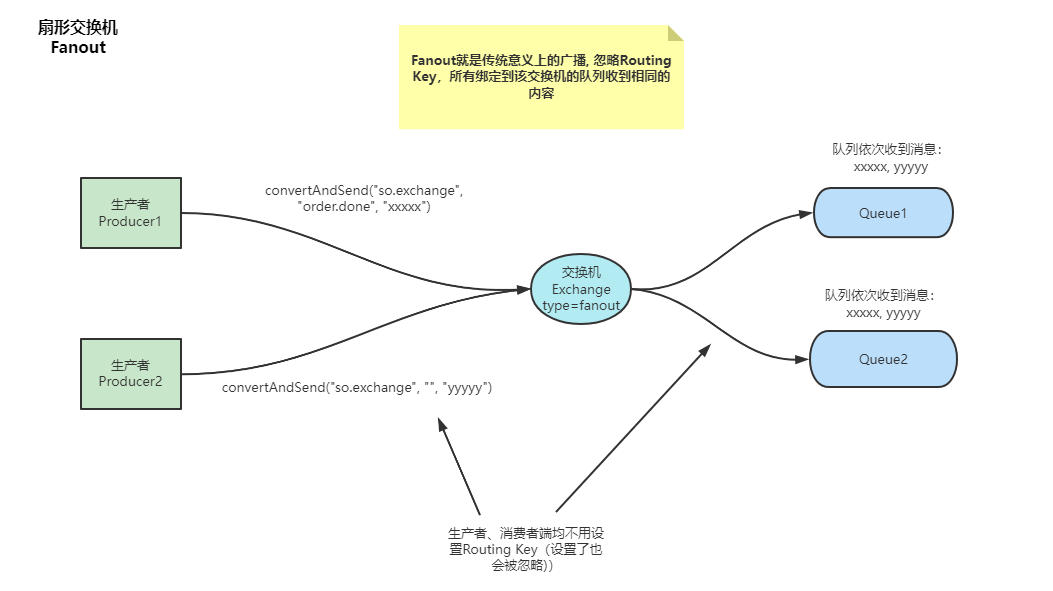 扇形交换机
Fanout
Fanout就是传统意义上的广播, 忽略Routing
Key，所有绑定到该交换机的队列收到相同的
内容
队列依次收到消息：
xxxxx, yyyyy
生产者
Producer1
convertAndSend("so.exchange",
"order.done", "xxxxx")
Queue1
交换机
Exchange
type=fanout
队列依次收到消息：
xxxxx, yyyyy
生产者
Producer2
convertAndSend("so.exchange", "", "yyyyy")
Queue2
生产者、消费者端均不用设
置Routing Key（设置了也
会被忽略)）